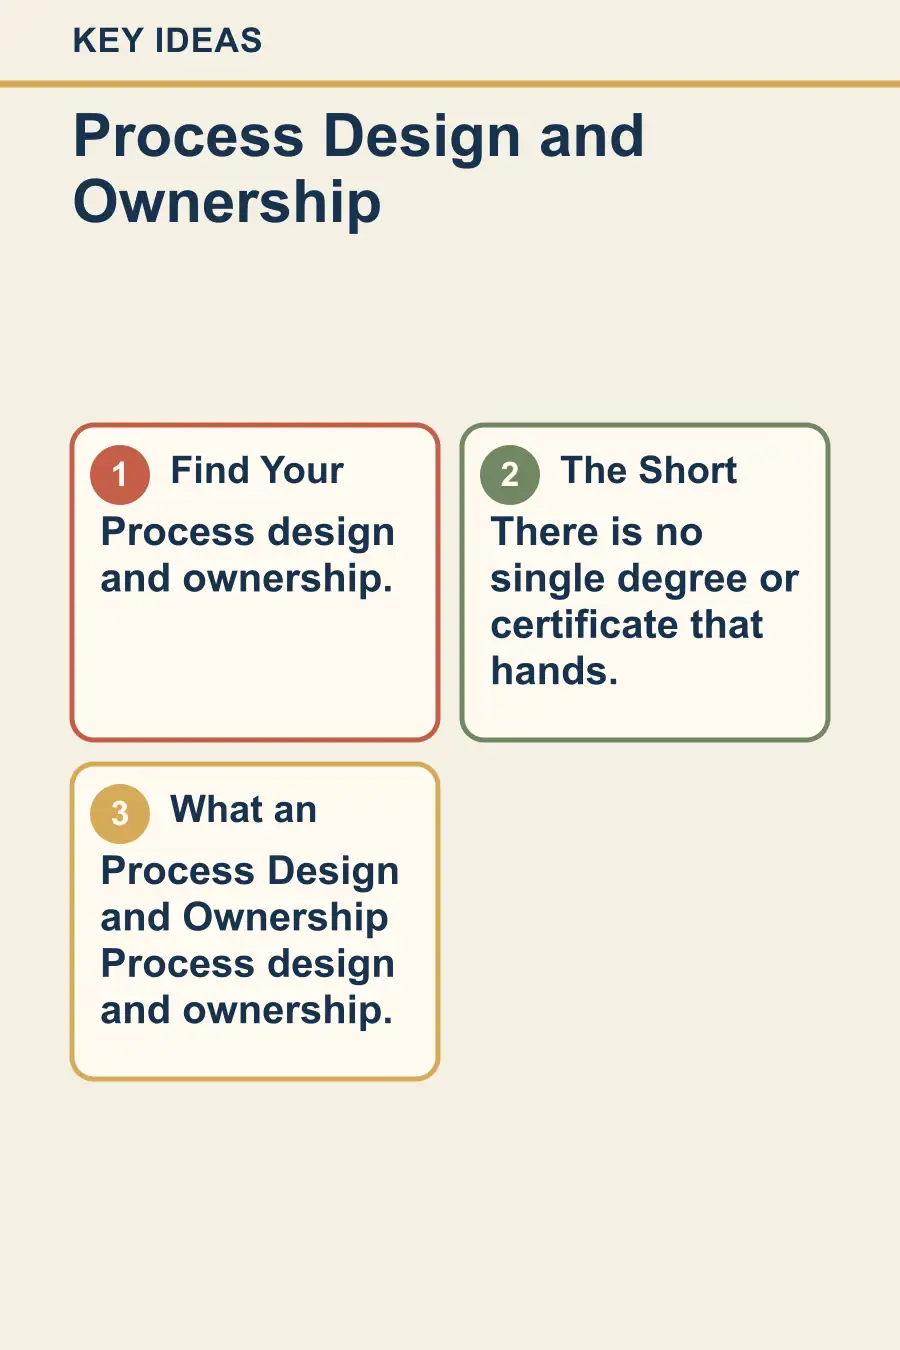 KEY IDEAS
Process Design and
Ownership
1 Find Your
Process design
and ownership.
2 The Short
There is no
single degree or
certificate that
hands.
3 What an
Process Design
and Ownership
Process design
and ownership.